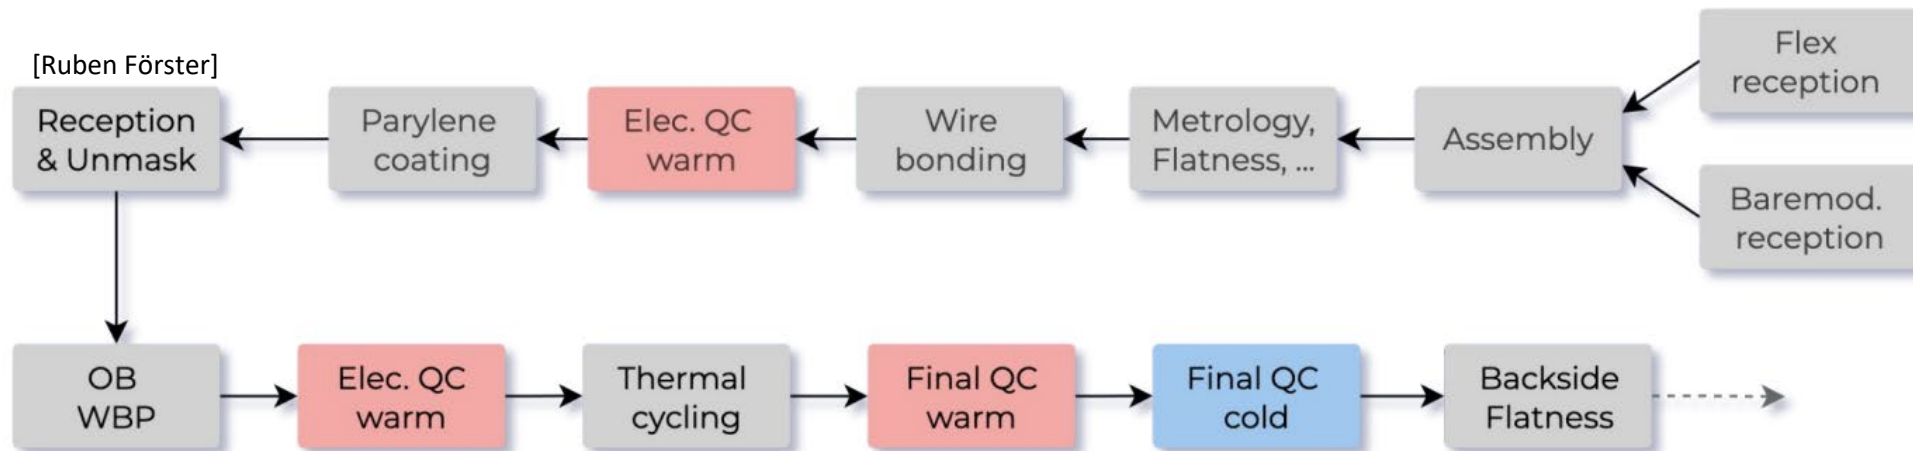 [Ruben Förster]
Flex
reception
Reception
& Unmask
Parylene
coating
Elec. QC
warm
Wire
bonding
Metrology,
Flatness, ...
Assembly
Baremod.
reception
OB
WBP
Elec. QC
warm
Thermal
cycling
Final QC
warm
Final QC
cold
Backside
Flatness